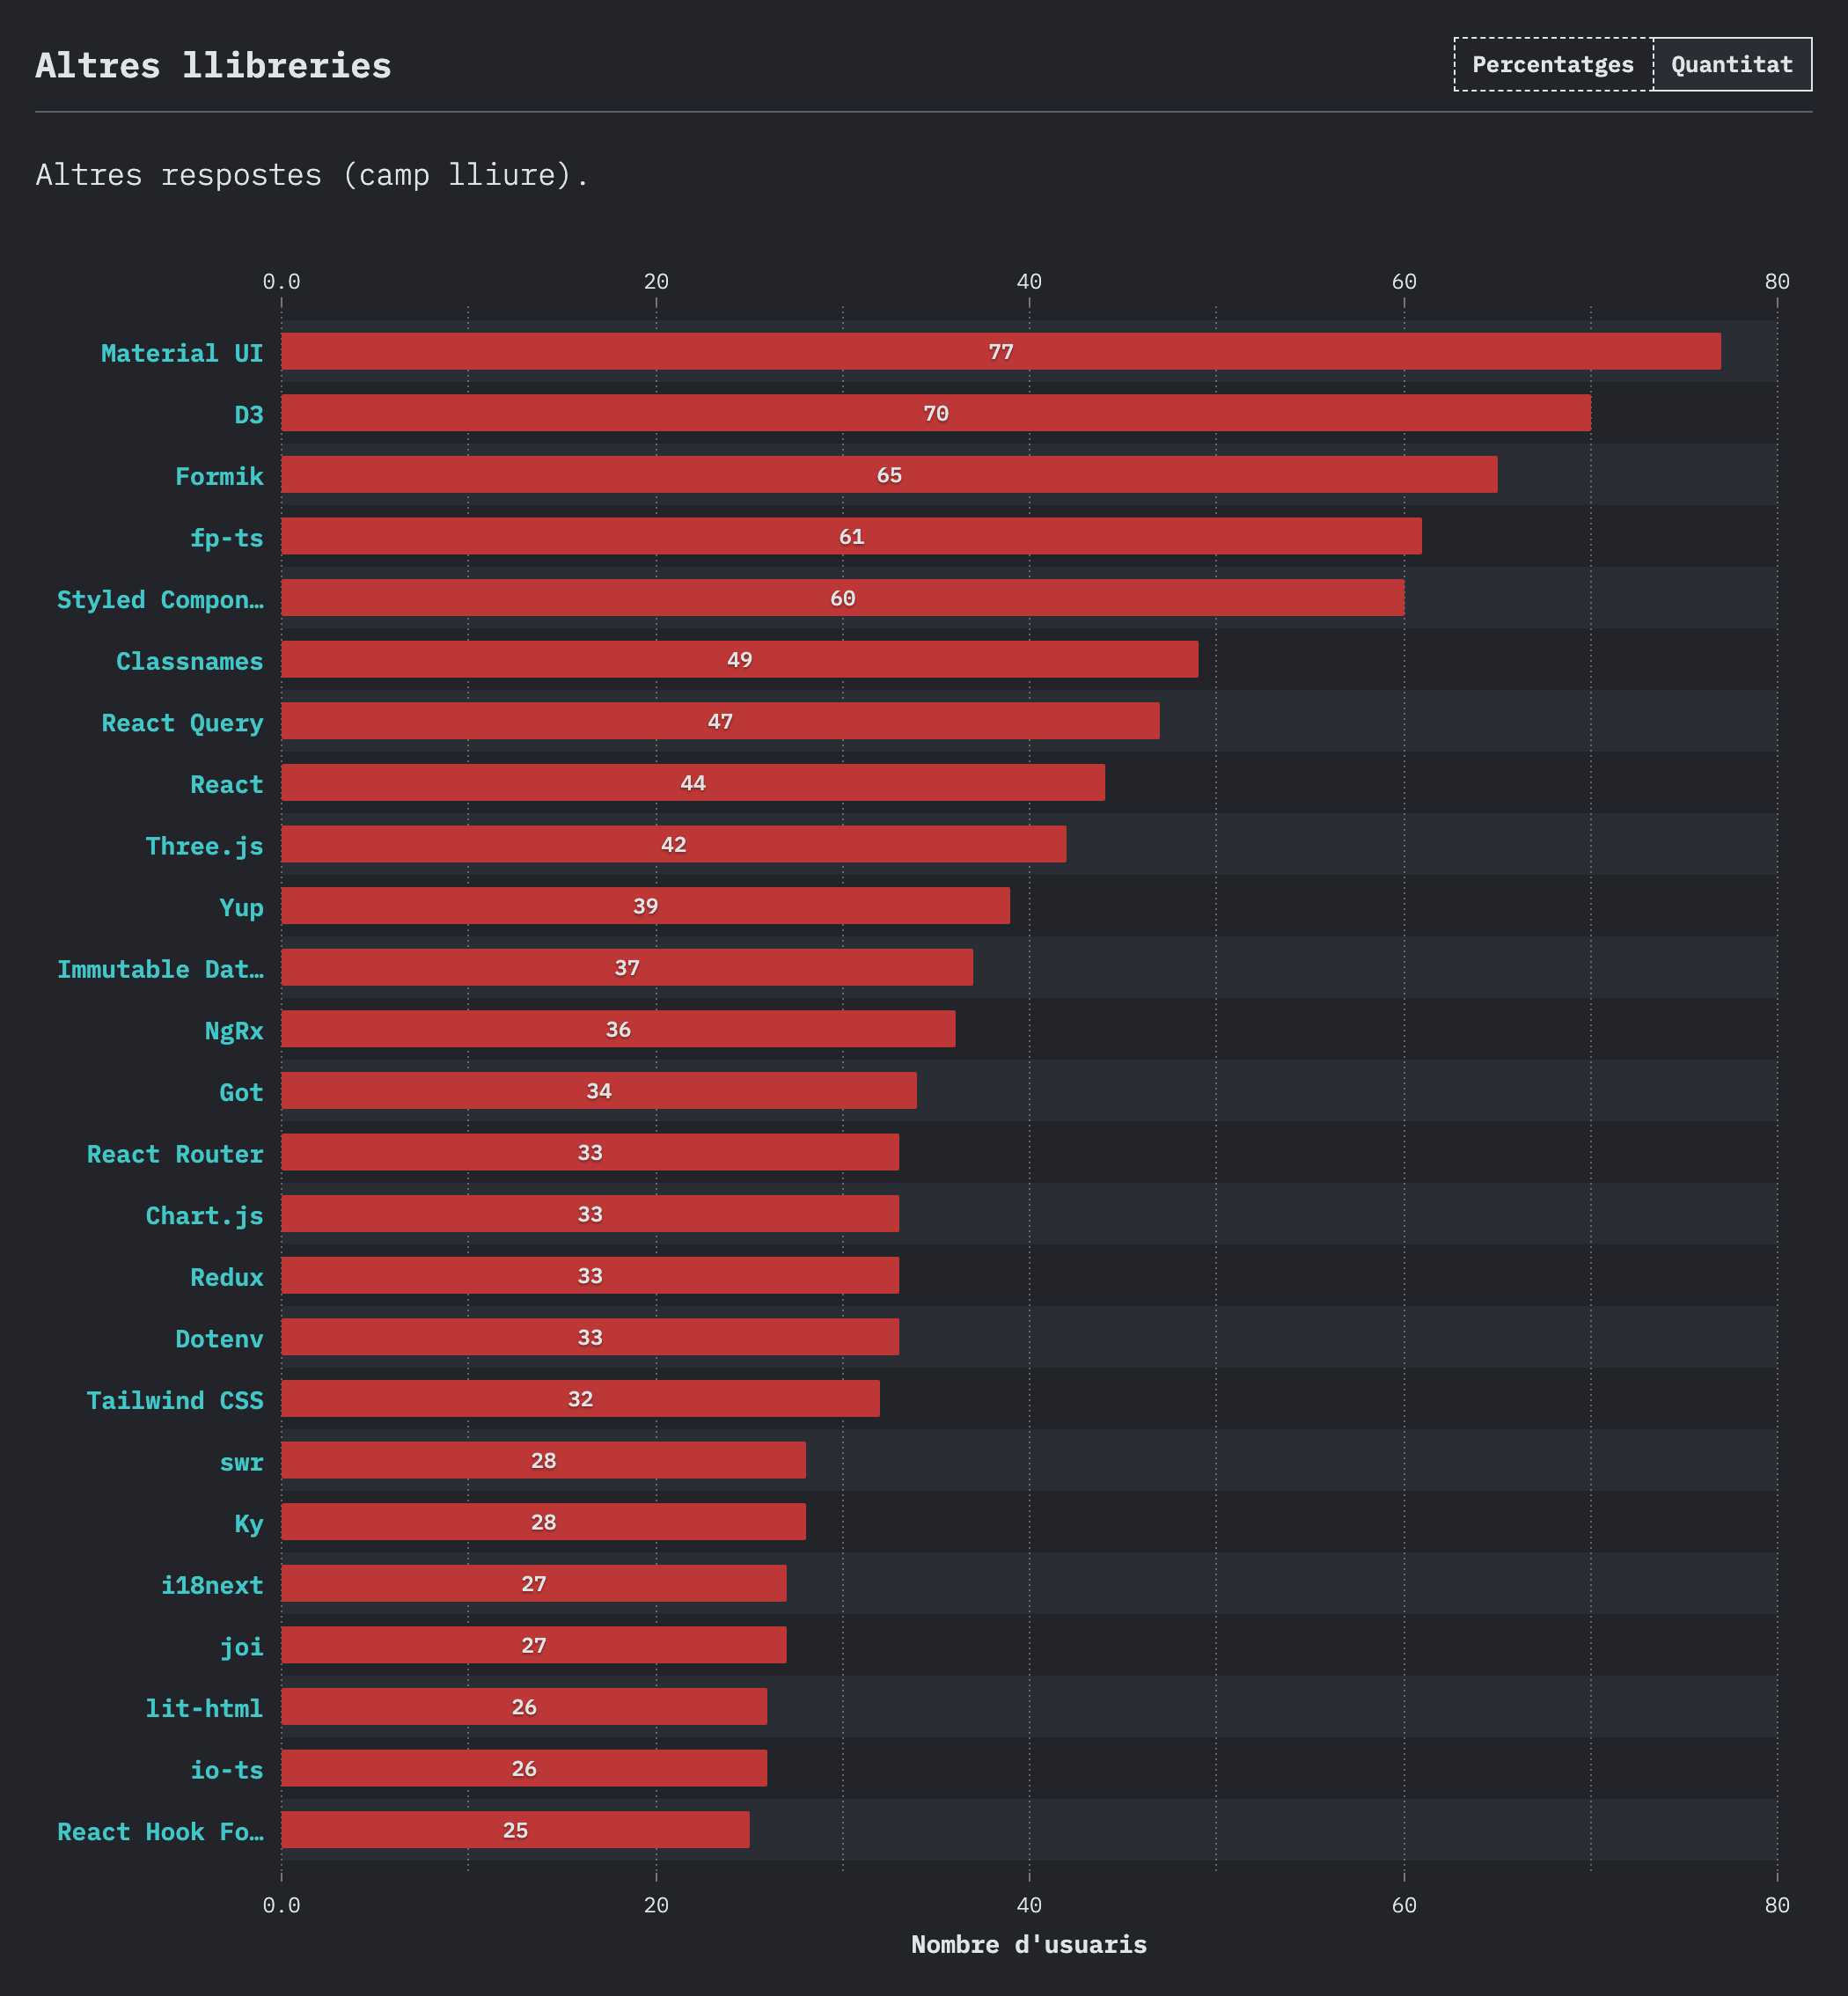 Altres llibreries
Percentatges Quantitat
Altres respostes (camp lliure).
0.0 20 40 60 80
Material UI 77
D3 70
Formik 65
fp-ts 61
Styled Compon… 60
Classnames 49
React Query 47
React 44
Three.js 42
Yup 39
Immutable Dat… 37
NgRx 36
Got 34
React Router 33
Chart.js 33
Redux 33
Dotenv 33
Tailwind CSS 32
swr 28
Ky 28
i18next 27
joi 27
lit-html 26
io-ts 26
React Hook Fo… 25
0.0 20 40 60 80
Nombre d'usuaris